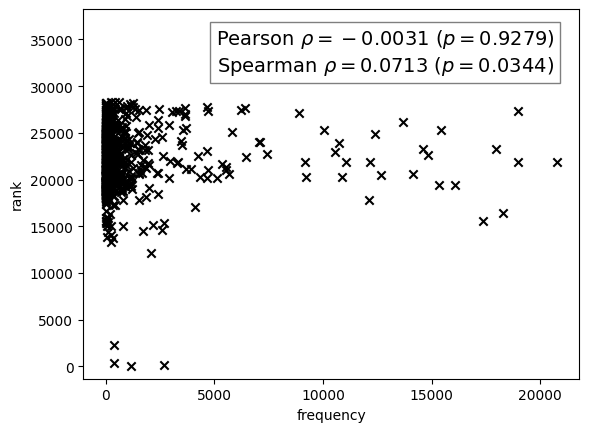 Pearson ρ = −0.0031 (p = 0.9279)
Spearman ρ = 0.0713 (p = 0.0344)
35000
30000
25000
20000
15000
10000
5000
0
rank
0 5000 10000 15000 20000
frequency